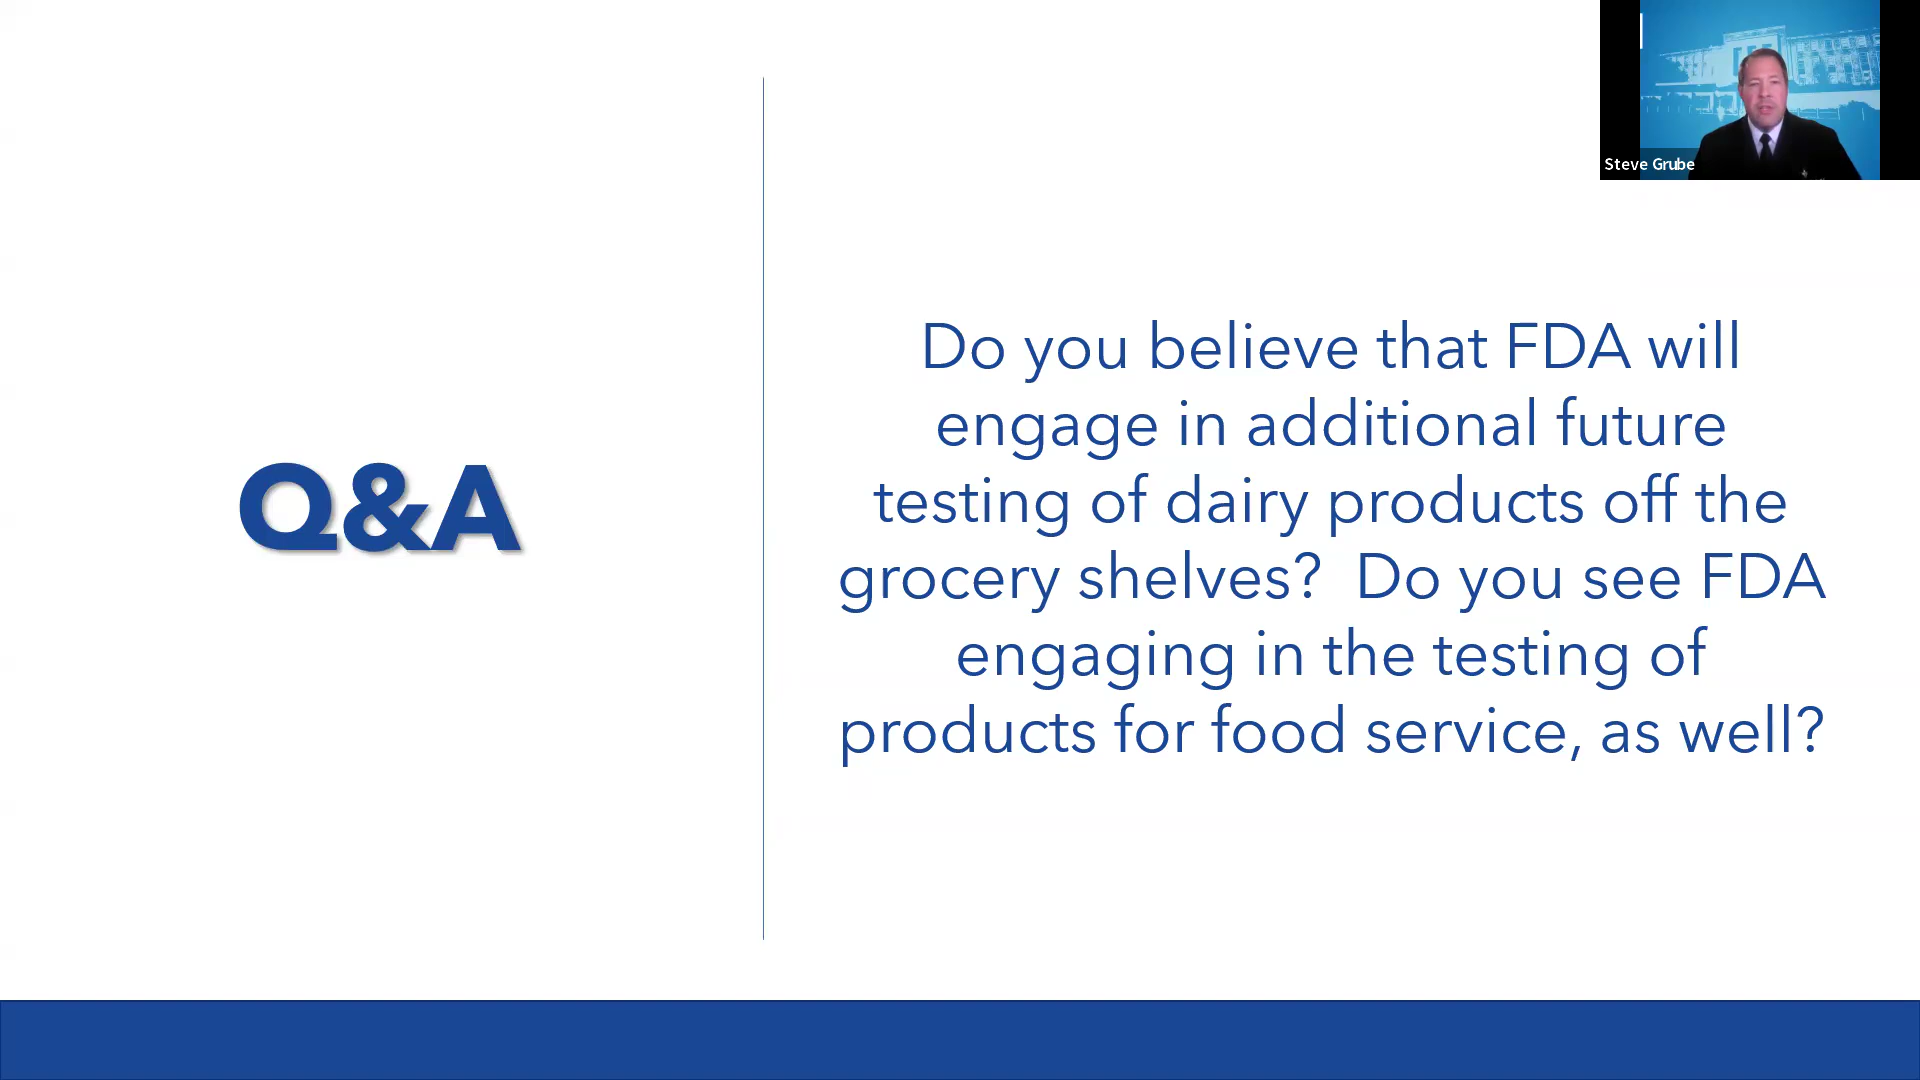 Steve Grube
Q&A
Do you believe that FDA will
engage in additional future
testing of dairy products off the
grocery shelves?  Do you see FDA
engaging in the testing of
products for food service, as well?